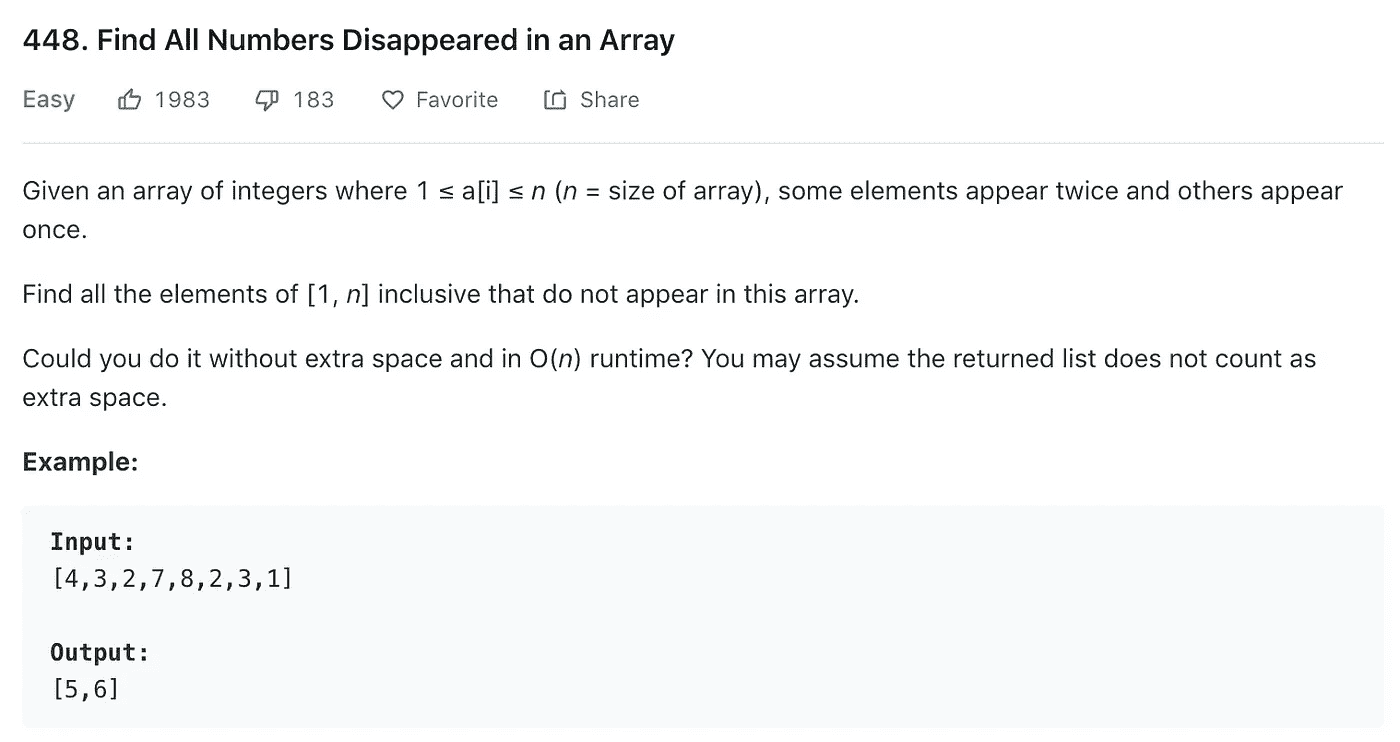 448. Find All Numbers Disappeared in an Array
Easy 1983 183 Favorite Share
Given an array of integers where 1 ≤ a[i] ≤ n (n = size of array), some elements appear twice and others appear
once.
Find all the elements of [1, n] inclusive that do not appear in this array.
Could you do it without extra space and in O(n) runtime? You may assume the returned list does not count as
extra space.
Example:
Input:
[4,3,2,7,8,2,3,1]
Output:
[5,6]